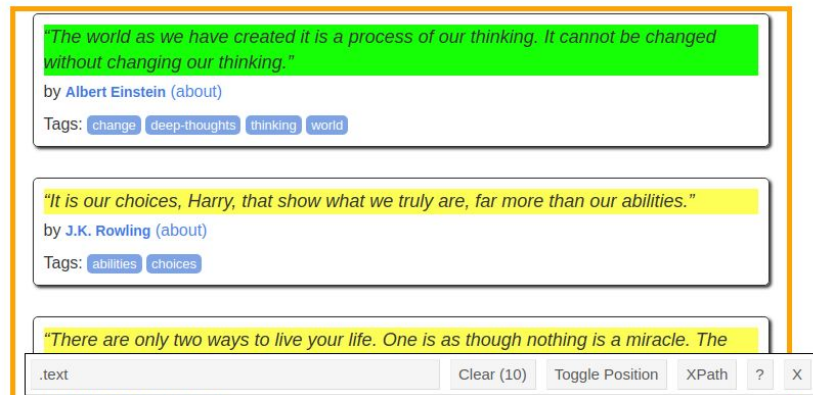 “The world as we have created it is a process of our thinking. It cannot be changed
without changing our thinking.”
by Albert Einstein (about)
Tags: change deep-thoughts thinking world
“It is our choices, Harry, that show what we truly are, far more than our abilities.”
by J.K. Rowling (about)
Tags: abilities choices
“There are only two ways to live your life. One is as though nothing is a miracle. The
.text Clear (10) Toggle Position XPath ? X